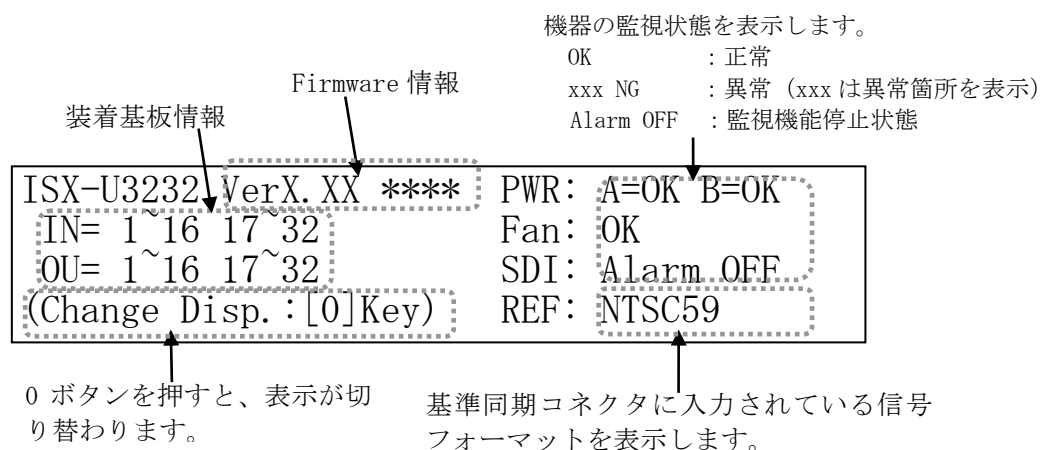 機器の監視状態を表示します。
OK :正常
xxx NG :異常(xxx は異常箇所を表示)
Alarm OFF :監視機能停止状態
Firmware 情報
装着基板情報
ISX-U3232 VerX.XX **** PWR: A=OK B=OK
IN= 1~16 17~32 Fan: OK
OU= 1~16 17~32 SDI: Alarm OFF
(Change Disp.:[0]Key) REF: NTSC59
0 ボタンを押すと、表示が切
り替わります。
基準同期コネクタに入力されている信号
フォーマットを表示します。